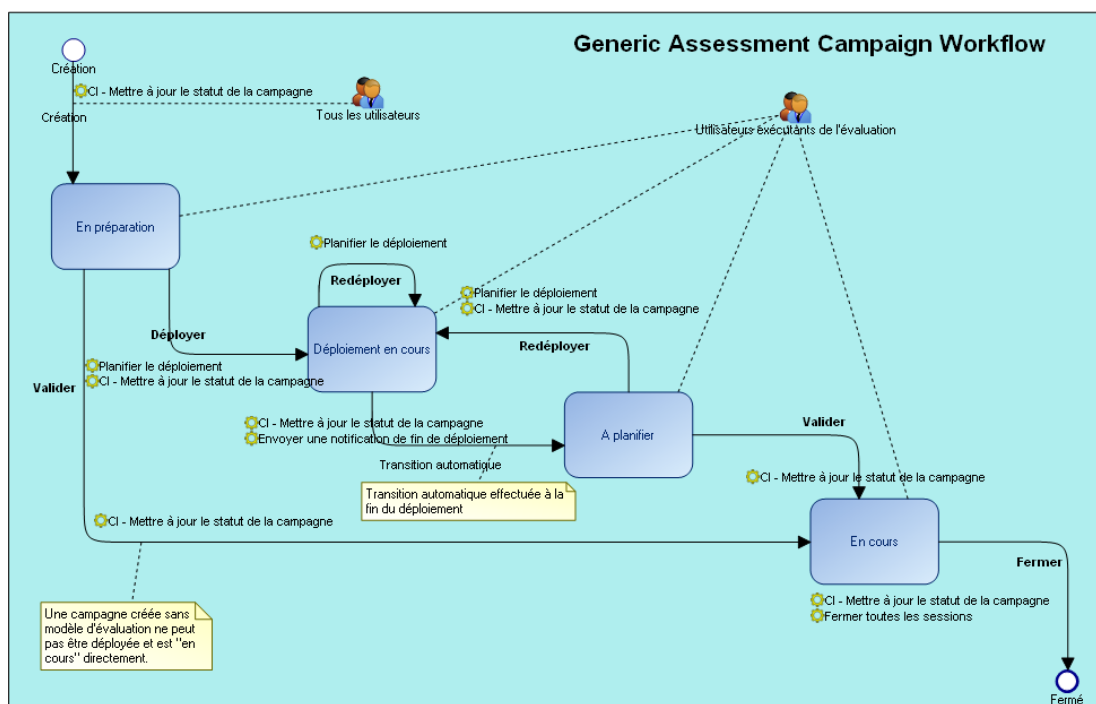 Generic Assessment Campaign Workflow
Création
CI - Mettre à jour le statut de la campagne
Création
Tous les utilisateurs
Utilisateurs exécutants de l'évaluation
En préparation
Planifier le déploiement
Redéployer
Planifier le déploiement
CI - Mettre à jour le statut de la campagne
Déployer
Déploiement en cours
Redéployer
Planifier le déploiement
CI - Mettre à jour le statut de la campagne
Valider
CI - Mettre à jour le statut de la campagne
Envoyer une notification de fin de déploiement
A planifier
Valider
Transition automatique
CI - Mettre à jour le statut de la campagne
Transition automatique effectuée à la
fin du déploiement
CI - Mettre à jour le statut de la campagne
En cours
Fermer
CI - Mettre à jour le statut de la campagne
Fermer toutes les sessions
Une campagne créée sans
modèle d'évaluation ne peut
pas être déployée et est "en
cours" directement.
Fermé